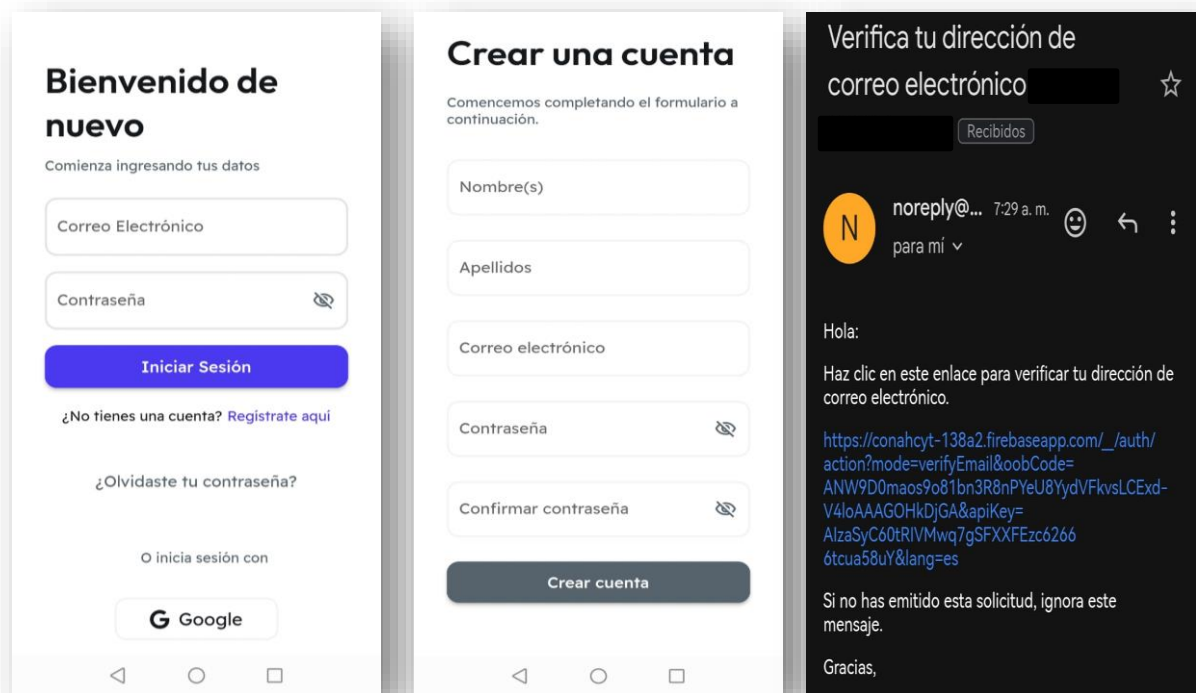 Bienvenido de
nuevo
Comienza ingresando tus datos
Correo Electrónico
Contraseña
Iniciar Sesión
¿No tienes una cuenta? Regístrate aquí
¿Olvidaste tu contraseña?
O inicia sesión con
G Google
Crear una cuenta
Comencemos completando el formulario a
continuación.
Nombre(s)
Apellidos
Correo electrónico
Contraseña
Confirmar contraseña
Crear cuenta
Verifica tu dirección de
correo electrónico
Recibidos
N
noreply@... 7:29 a. m.
para mí
Hola:
Haz clic en este enlace para verificar tu dirección de
correo electrónico.
https://conahcyt-138a2.firebaseapp.com/__/auth/
action?mode=verifyEmail&oobCode=
ANW9D0maos9o81bn3R8nPYeU8YydVFkvsLCExd-
V4loAAAGOHkDjGA&apiKey=
AIzaSyC60tRIVMwq7gSFXXFEzc6266
6tcua58uY&lang=es
Si no has emitido esta solicitud, ignora este
mensaje.
Gracias,